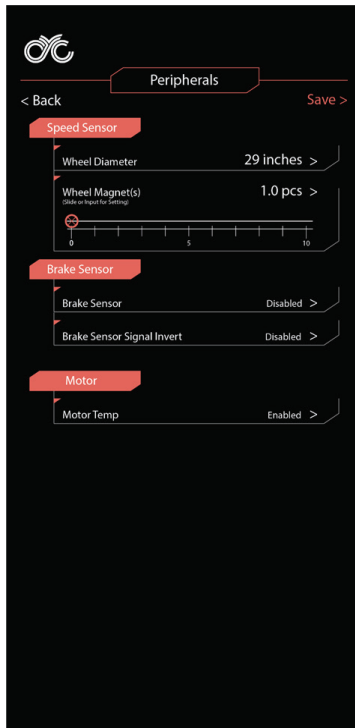 Peripherals
< Back
Save >
Speed Sensor
Wheel Diameter 29 inches >
Wheel Magnet(s) 1.0 pcs >
(Slide or Input for Setting)
0 5 10
Brake Sensor
Brake Sensor Disabled >
Brake Sensor Signal Invert Disabled >
Motor
Motor Temp Enabled >